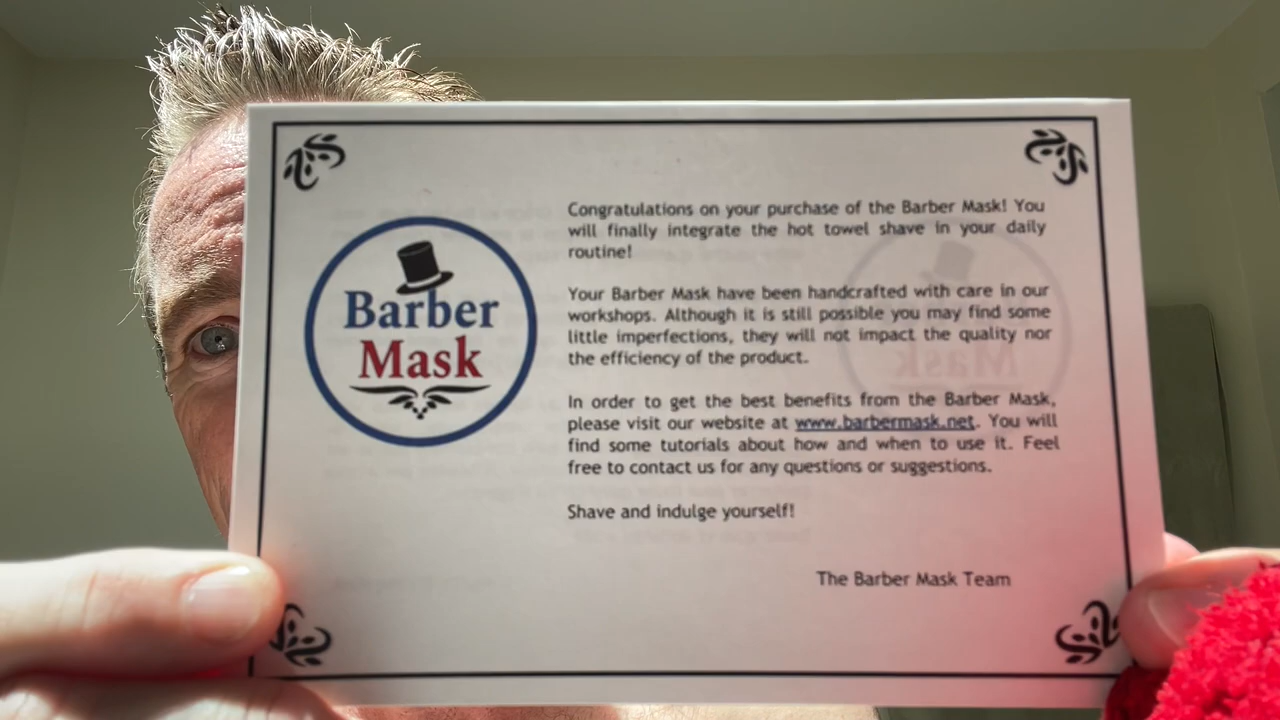 Barber
Mask
Congratulations on your purchase of the Barber Mask! You
will finally integrate the hot towel shave in your daily
routine!
Your Barber Mask have been handcrafted with care in our
workshops. Although it is still possible you may find some
little imperfections, they will not impact the quality nor
the efficiency of the product.
In order to get the best benefits from the Barber Mask,
please visit our website at www.barbermask.net. You will
find some tutorials about how and when to use it. Feel
free to contact us for any questions or suggestions.
Shave and indulge yourself!
The Barber Mask Team